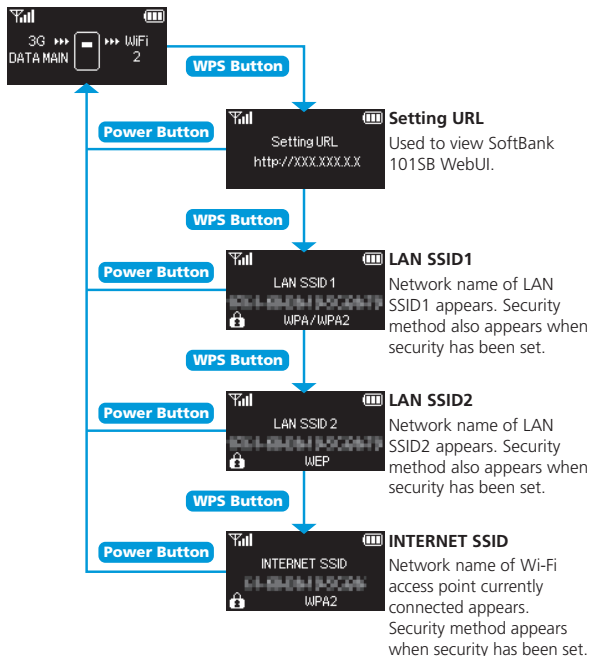 3G ▸▸▸ ▸▸▸ WiFi
DATA MAIN 2
WPS Button
Power Button
Setting URL
http://XXX.XXX.X.X
Setting URL
Used to view SoftBank
101SB WebUI.
WPS Button
Power Button
LAN SSID1
WPA/WPA2
LAN SSID1
Network name of LAN
SSID1 appears. Security
method also appears when
security has been set.
WPS Button
Power Button
LAN SSID2
WEP
LAN SSID2
Network name of LAN
SSID2 appears. Security
method also appears when
security has been set.
WPS Button
Power Button
INTERNET SSID
WPA2
INTERNET SSID
Network name of Wi-Fi
access point currently
connected appears.
Security method appears
when security has been set.